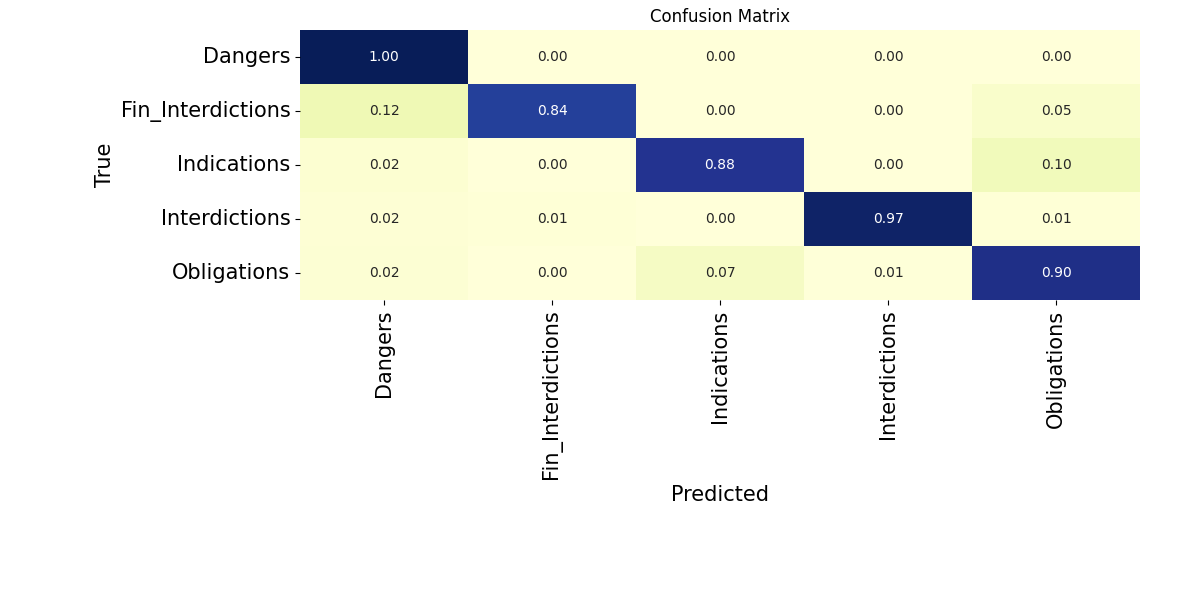 Confusion Matrix
Dangers 1.00 0.00 0.00 0.00 0.00
Fin_Interdictions 0.12 0.84 0.00 0.00 0.05
Indications 0.02 0.00 0.88 0.00 0.10
Interdictions 0.02 0.01 0.00 0.97 0.01
Obligations 0.02 0.00 0.07 0.01 0.90
True
Dangers
Fin_Interdictions
Indications
Interdictions
Obligations
Predicted